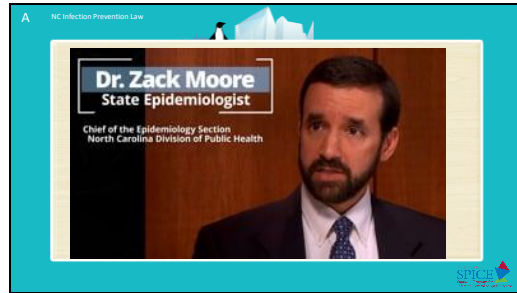 A
NC Infection Prevention Law
Dr. Zack Moore
State Epidemiologist
Chief of the Epidemiology Section
North Carolina Division of Public Health
SPICE